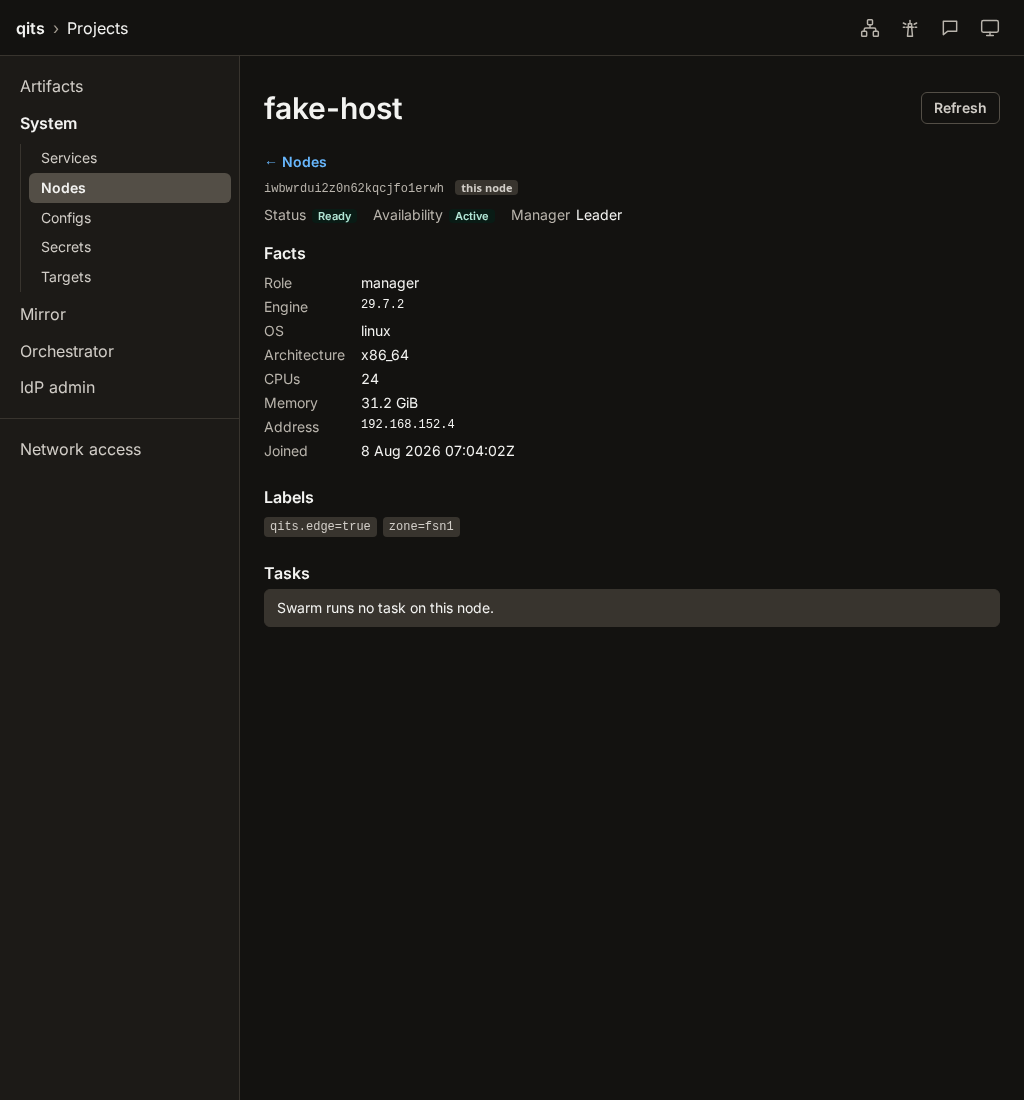 qits › Projects
Artifacts
System
Services
Nodes
Configs
Secrets
Targets
Mirror
Orchestrator
IdP admin
Network access
fake-host
Refresh
← Nodes
iwbwrdui2z0n62kqcjfo1erwh this node
Status Ready Availability Active Manager Leader
Facts
Role manager
Engine 29.7.2
OS linux
Architecture x86_64
CPUs 24
Memory 31.2 GiB
Address 192.168.152.4
Joined 8 Aug 2026 07:04:02Z
Labels
qits.edge=true zone=fsn1
Tasks
Swarm runs no task on this node.